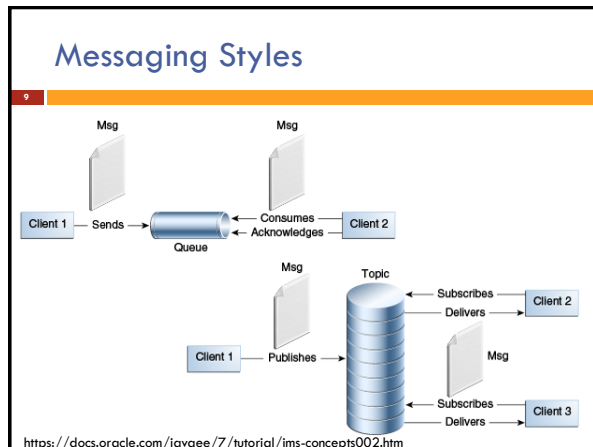 Messaging Styles
9
Msg
Msg
Client 1
Sends
Queue
Consumes
Acknowledges
Client 2
Msg
Topic
Client 1
Publishes
Subscribes
Delivers
Client 2
Msg
Subscribes
Delivers
Client 3
https://docs.oracle.com/javaee/7/tutorial/jms-concepts002.htm